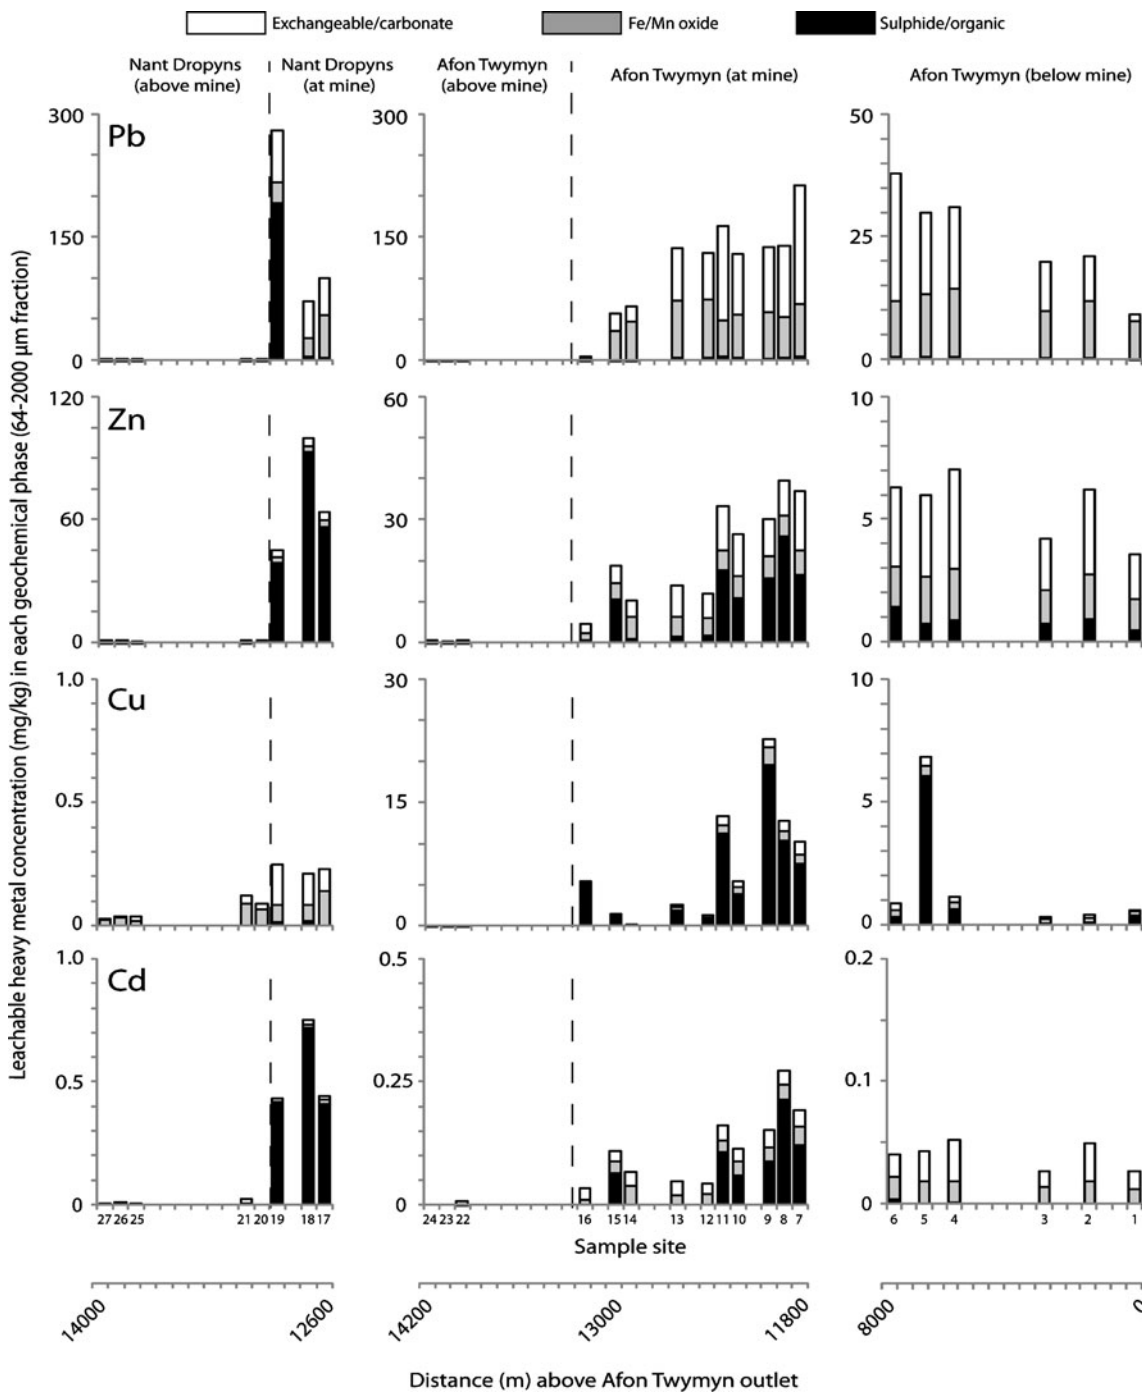 Exchangeable/carbonate Fe/Mn oxide Sulphide/organic
Nant Dropyns (above mine) Nant Dropyns (at mine) Afon Twymyn (above mine) Afon Twymyn (at mine) Afon Twymyn (below mine)
Leachable heavy metal concentration (mg/kg) in each geochemical phase (64-2000 µm fraction)
Pb
300 150 0
300 150 0
50 25 0
Zn
120 60 0
60 30 0
10 5 0
Cu
1.0 0.5 0
30 15 0
10 5 0
Cd
1.0 0.5 0
0.5 0.25 0
0.2 0.1 0
27 26 25 21 20 19 18 17 24 23 22 16 15 14 13 12 11 10 9 8 7 6 5 4 3 2 1
Sample site
14000 12600 14200 13000 11800 8000 0
Distance (m) above Afon Twymyn outlet